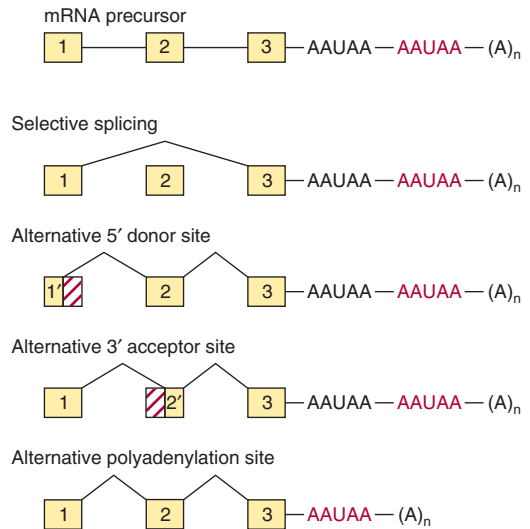 mRNA precursor
1 2 3 AAUAA AAUAA (A)n
Selective splicing
1 2 3 AAUAA AAUAA (A)n
Alternative 5′ donor site
1′ 2 3 AAUAA AAUAA (A)n
Alternative 3′ acceptor site
1 2′ 3 AAUAA AAUAA (A)n
Alternative polyadenylation site
1 2 3 AAUAA (A)n